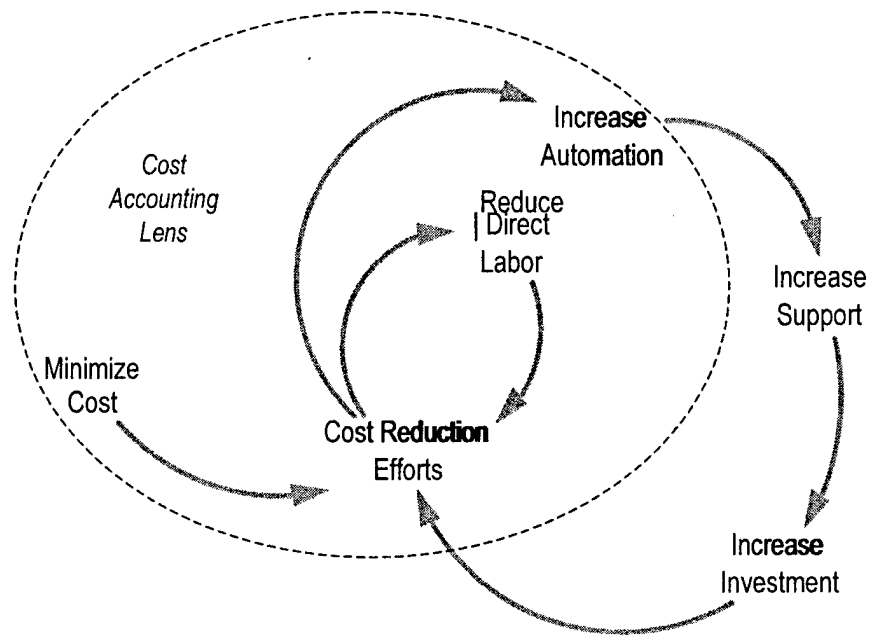 Increase
Automation
Cost
Accounting
Lens
Reduce
Direct
Labor
Increase
Support
Minimize
Cost
Cost Reduction
Efforts
Increase
Investment